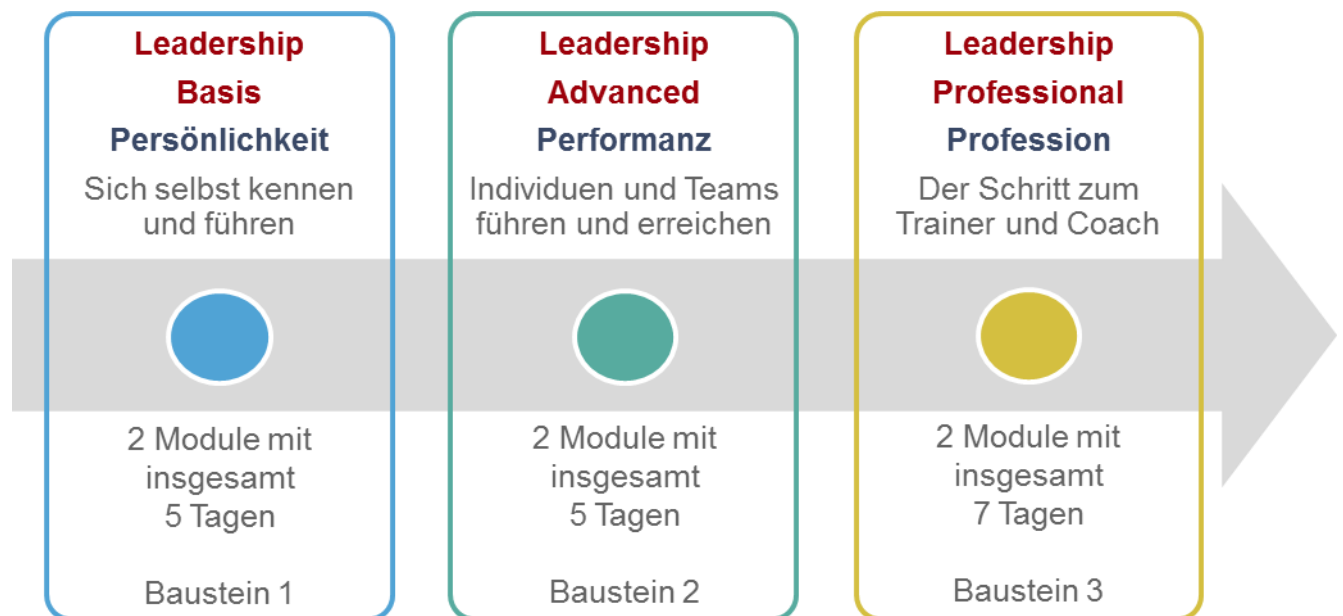 Leadership
Basis
Persönlichkeit
Sich selbst kennen
und führen
2 Module mit
insgesamt
5 Tagen
Baustein 1
Leadership
Advanced
Performanz
Individuen und Teams
führen und erreichen
2 Module mit
insgesamt
5 Tagen
Baustein 2
Leadership
Professional
Profession
Der Schritt zum
Trainer und Coach
2 Module mit
insgesamt
7 Tagen
Baustein 3